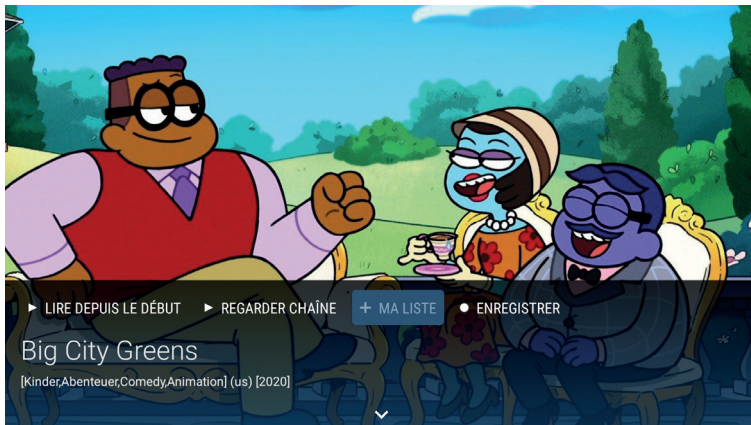 LIRE DEPUIS LE DÉBUT REGARDER CHAÎNE + MA LISTE ENREGISTRER
Big City Greens
[Kinder,Abenteuer,Comedy,Animation] (us) [2020]